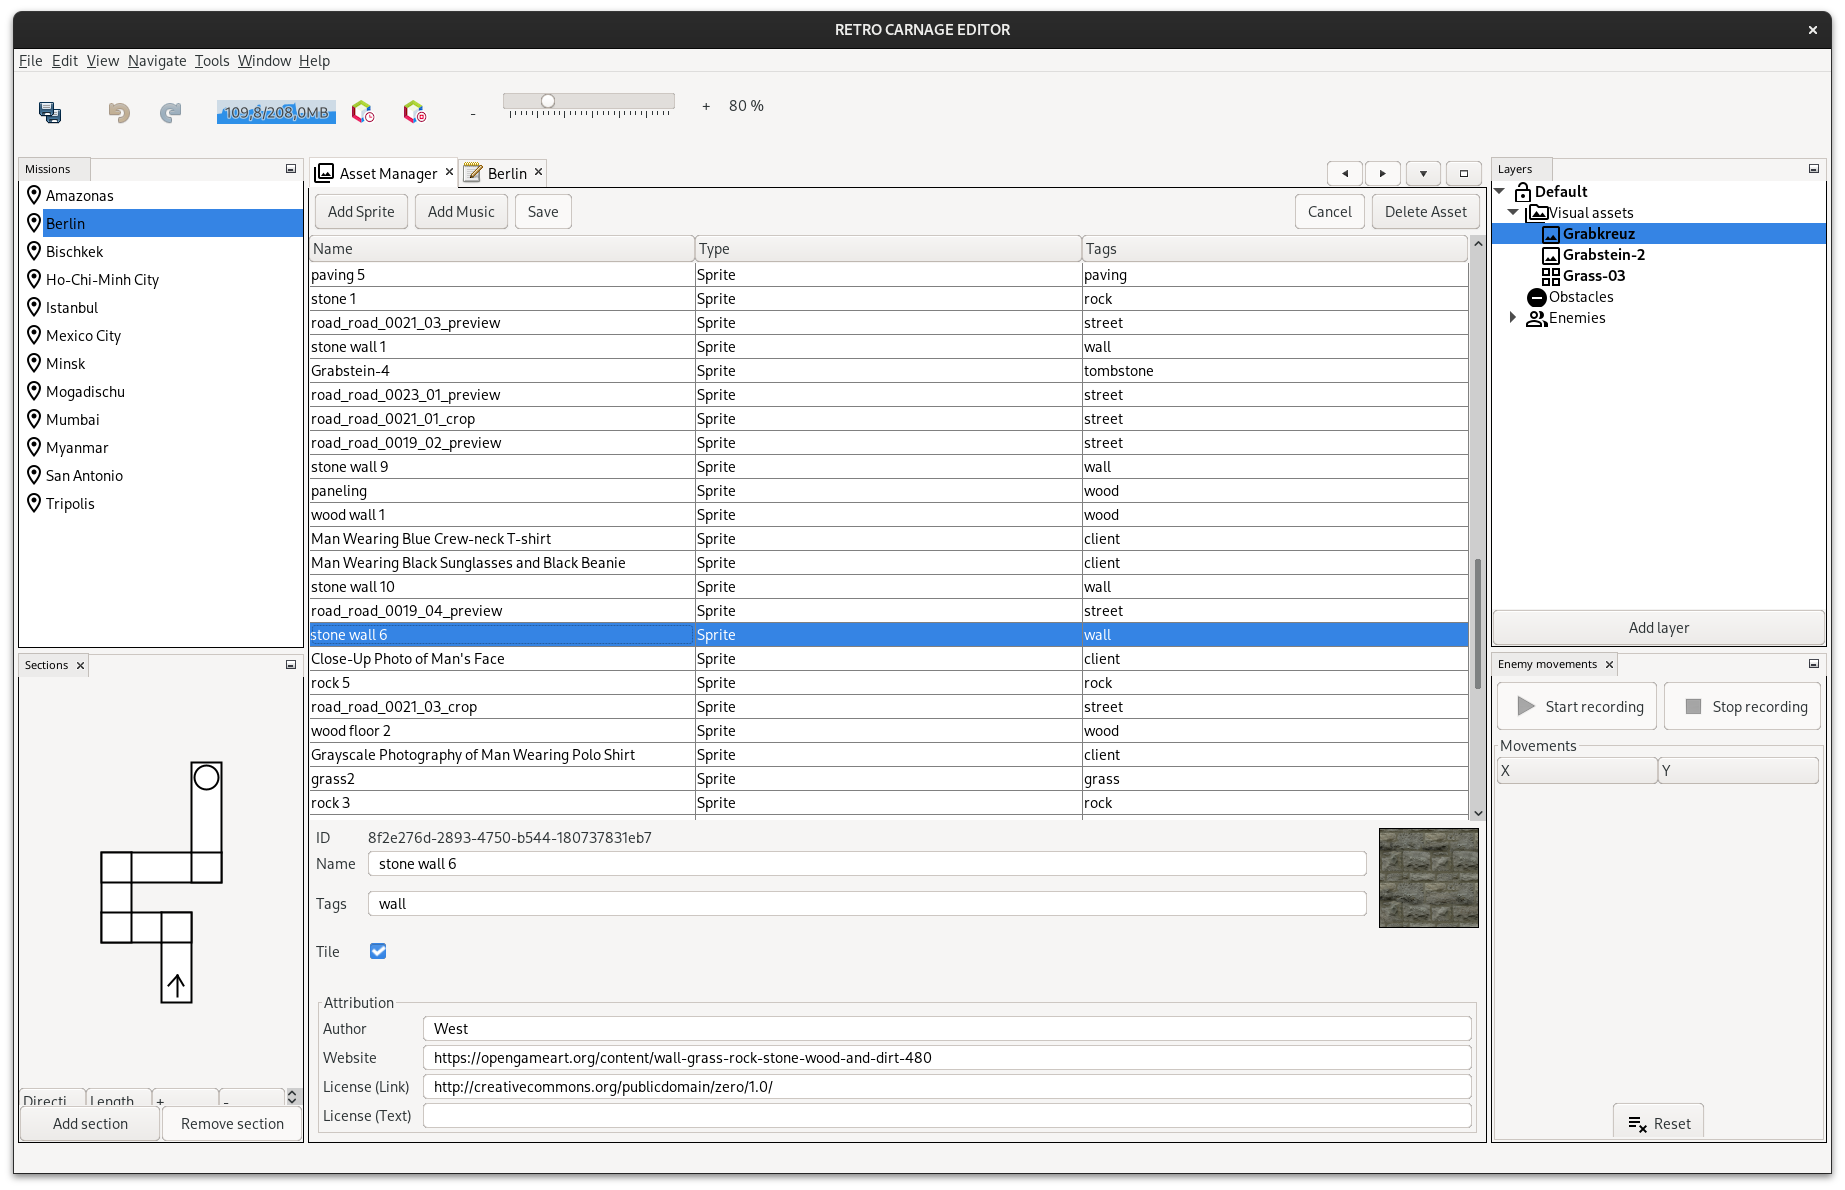 RETRO CARNAGE EDITOR
File Edit View Navigate Tools Window Help
109,8/208,0MB - + 80 %
Missions
Amazonas
Berlin
Bischkek
Ho-Chi-Minh City
Istanbul
Mexico City
Minsk
Mogadischu
Mumbai
Myanmar
San Antonio
Tripolis
Sections
Directi Length + -
Add section Remove section
Asset Manager Berlin
Add Sprite Add Music Save Cancel Delete Asset
Name Type Tags
paving 5 Sprite paving
stone 1 Sprite rock
road_road_0021_03_preview Sprite street
stone wall 1 Sprite wall
Grabstein-4 Sprite tombstone
road_road_0023_01_preview Sprite street
road_road_0021_01_crop Sprite street
road_road_0019_02_preview Sprite street
stone wall 9 Sprite wall
paneling Sprite wood
wood wall 1 Sprite wood
Man Wearing Blue Crew-neck T-shirt Sprite client
Man Wearing Black Sunglasses and Black Beanie Sprite client
stone wall 10 Sprite wall
road_road_0019_04_preview Sprite street
stone wall 6 Sprite wall
Close-Up Photo of Man's Face Sprite client
rock 5 Sprite rock
road_road_0021_03_crop Sprite street
wood floor 2 Sprite wood
Grayscale Photography of Man Wearing Polo Shirt Sprite client
grass2 Sprite grass
rock 3 Sprite rock
ID 8f2e276d-2893-4750-b544-180737831eb7
Name stone wall 6
Tags wall
Tile
Attribution
Author West
Website https://opengameart.org/content/wall-grass-rock-stone-wood-and-dirt-480
License (Link) http://creativecommons.org/publicdomain/zero/1.0/
License (Text)
Layers
Default
Visual assets
Grabkreuz
Grabstein-2
Grass-03
Obstacles
Enemies
Add layer
Enemy movements
Start recording Stop recording
Movements
X Y
Reset